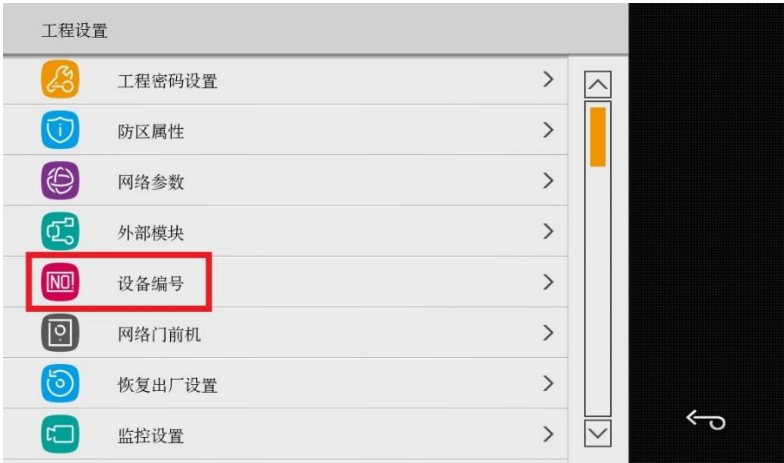 工程设置
工程密码设置
防区属性
网络参数
外部模块
NO!
设备编号
网络门前机
恢复出厂设置
监控设置